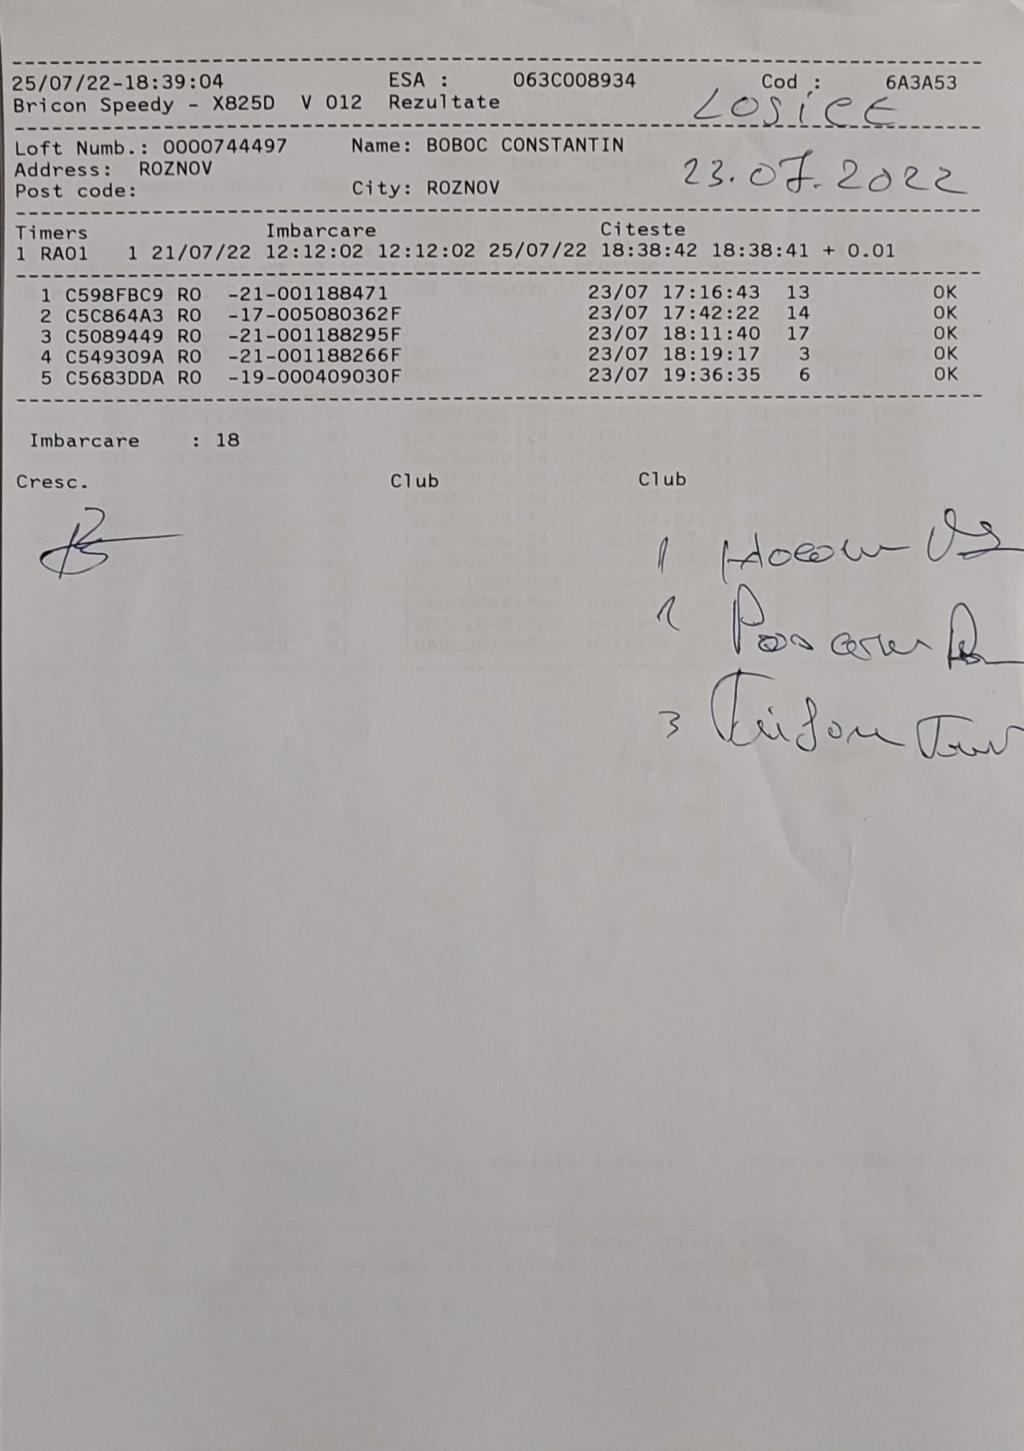 25/07/22-18:39:04 ESA : 063C008934 Cod : 6A3A53
Bricon Speedy - X825D V 012 Rezultate LOSICE
Loft Numb.: 0000744497 Name: BOBOC CONSTANTIN
Address: ROZNOV
23.07.2022
Post code: City: ROZNOV
Timers Imbarcare Citeste
1 RA01 1 21/07/22 12:12:02 12:12:02 25/07/22 18:38:42 18:38:41 + 0.01
1 C598FBC9 RO -21-001188471 23/07 17:16:43 13 OK
2 C5C864A3 RO -17-005080362F 23/07 17:42:22 14 OK
3 C5089449 RO -21-001188295F 23/07 18:11:40 17 OK
4 C549309A RO -21-001188266F 23/07 18:19:17 3 OK
5 C5683DDA RO -19-000409030F 23/07 19:36:35 6 OK
Imbarcare : 18
Cresc. Club Club
1
2
3